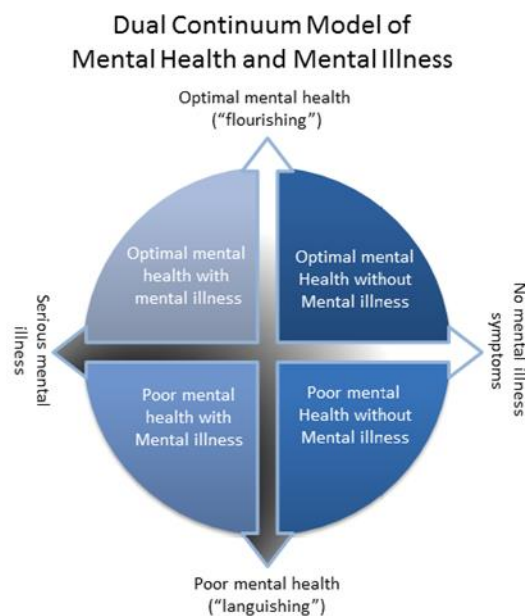 Dual Continuum Model of
Mental Health and Mental Illness
Optimal mental health
("flourishing")
Optimal mental
health with
mental illness
Optimal mental
Health without
Mental illness
Serious mental
illness
No mental illness
symptoms
Poor mental
health with
Mental illness
Poor mental
Health without
Mental illness
Poor mental health
("languishing")